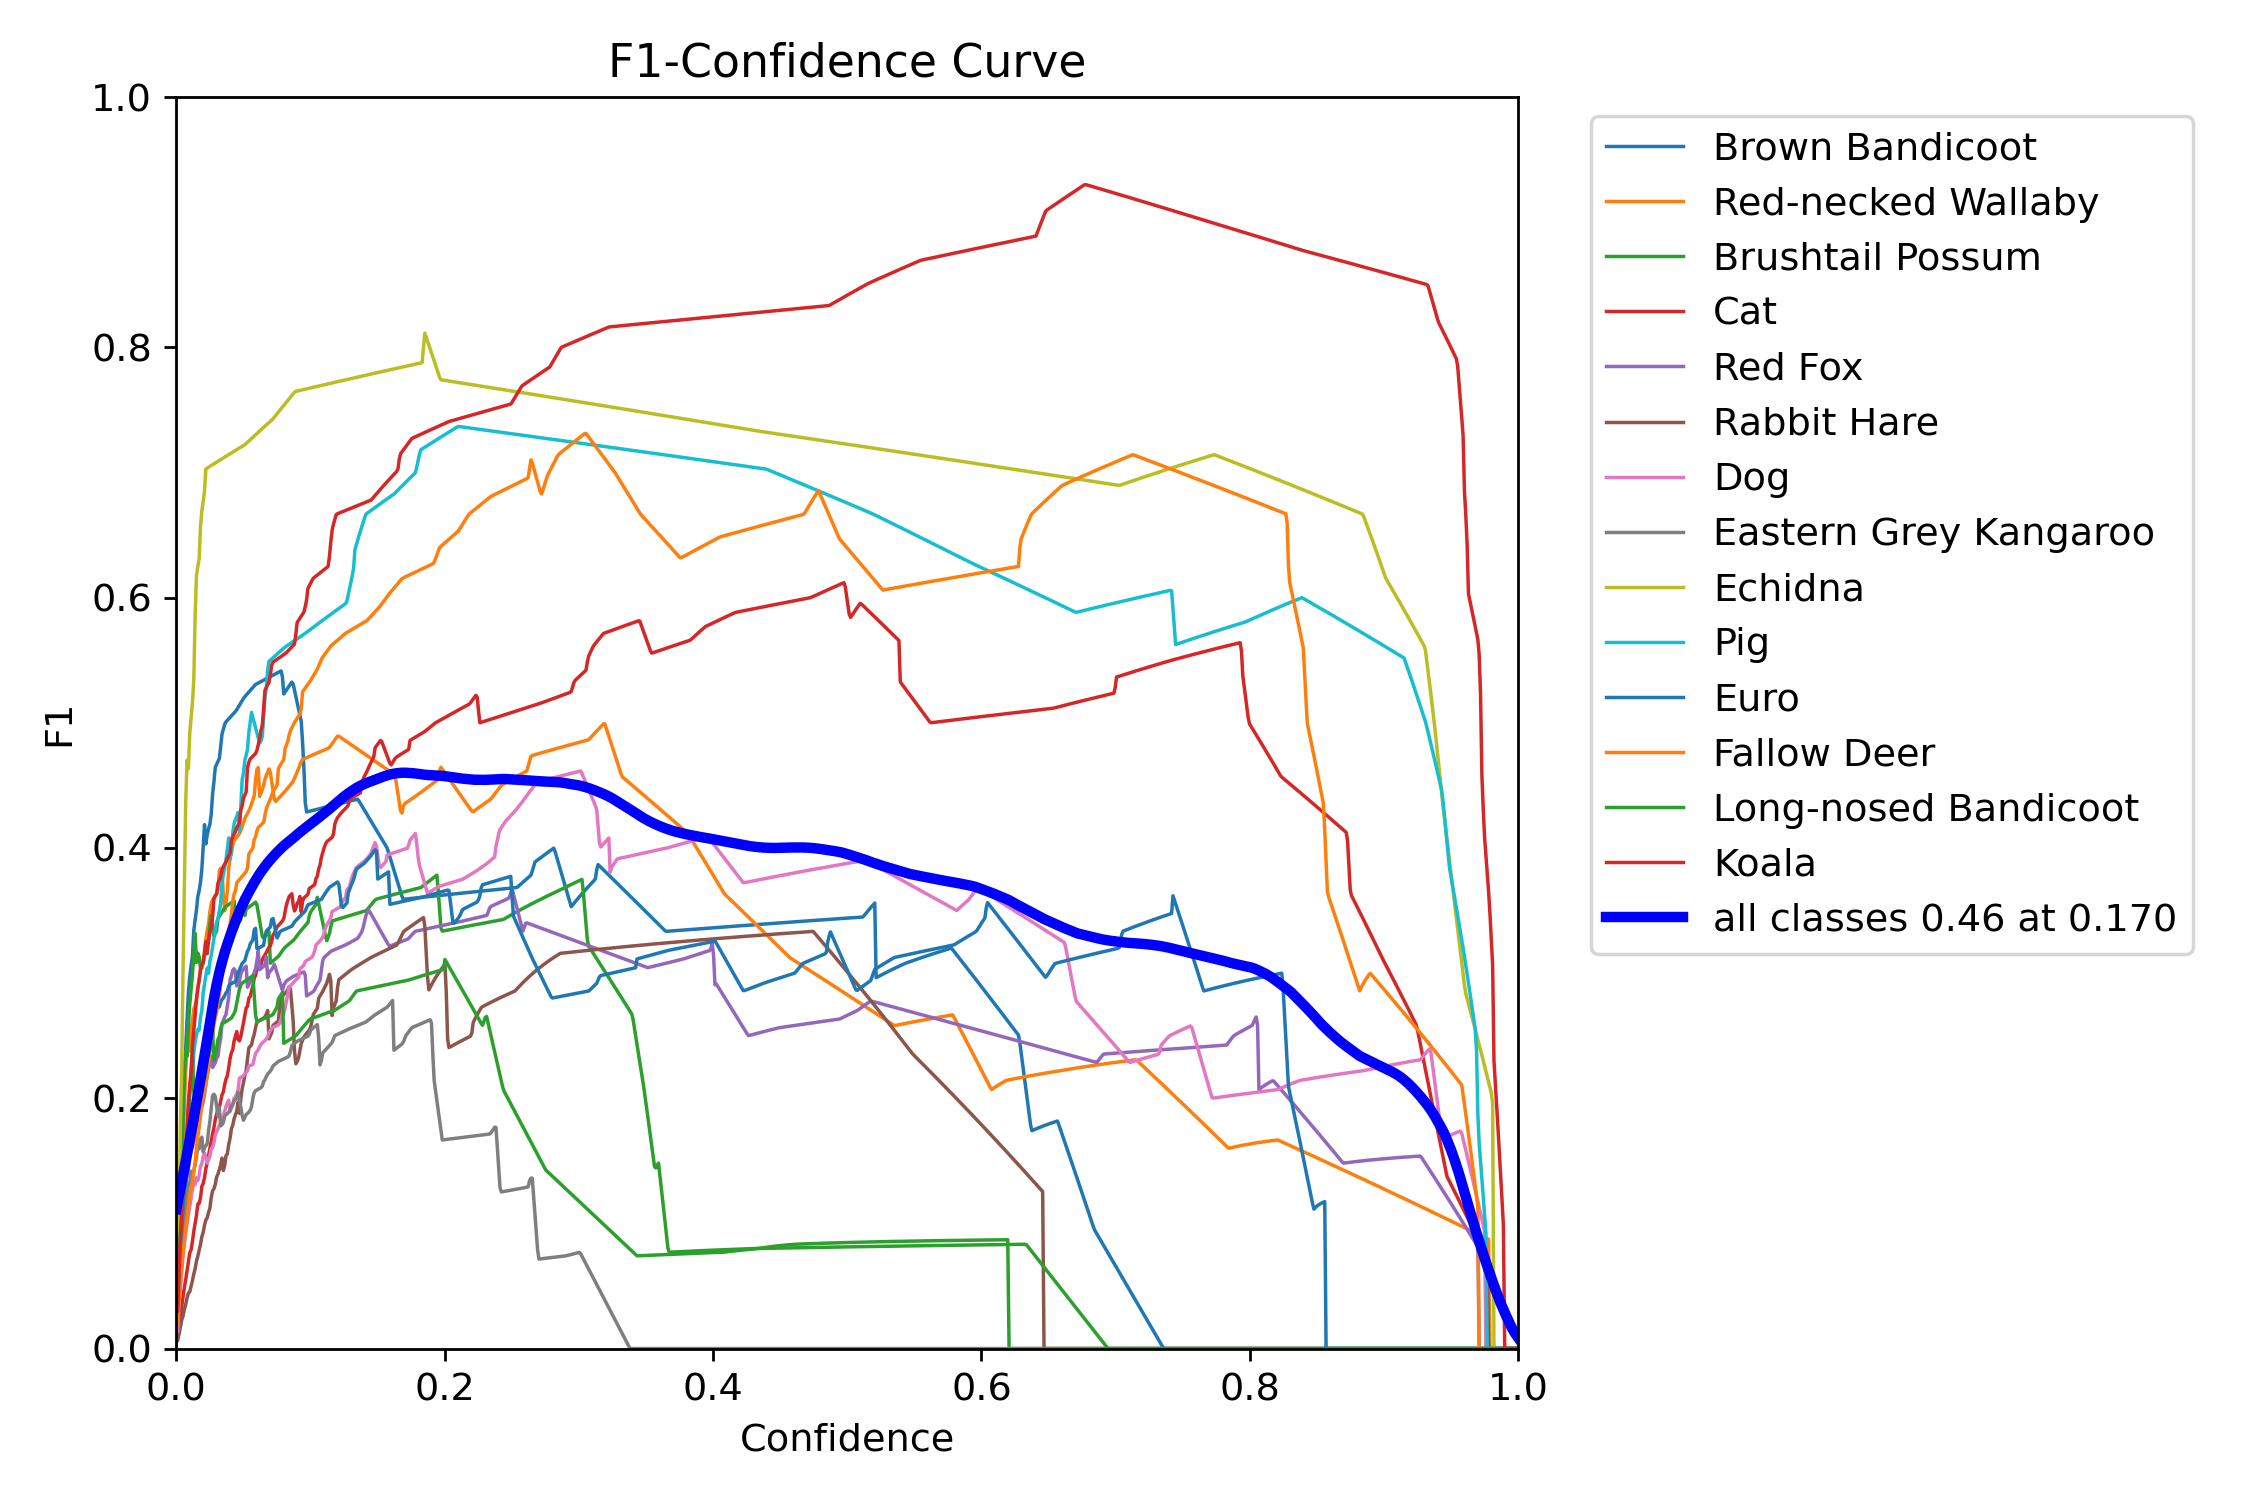 F1-Confidence Curve
1.0
0.8
0.6
0.4
0.2
0.0
F1
0.0 0.2 0.4 0.6 0.8 1.0
Confidence
Brown Bandicoot
Red-necked Wallaby
Brushtail Possum
Cat
Red Fox
Rabbit Hare
Dog
Eastern Grey Kangaroo
Echidna
Pig
Euro
Fallow Deer
Long-nosed Bandicoot
Koala
all classes 0.46 at 0.170